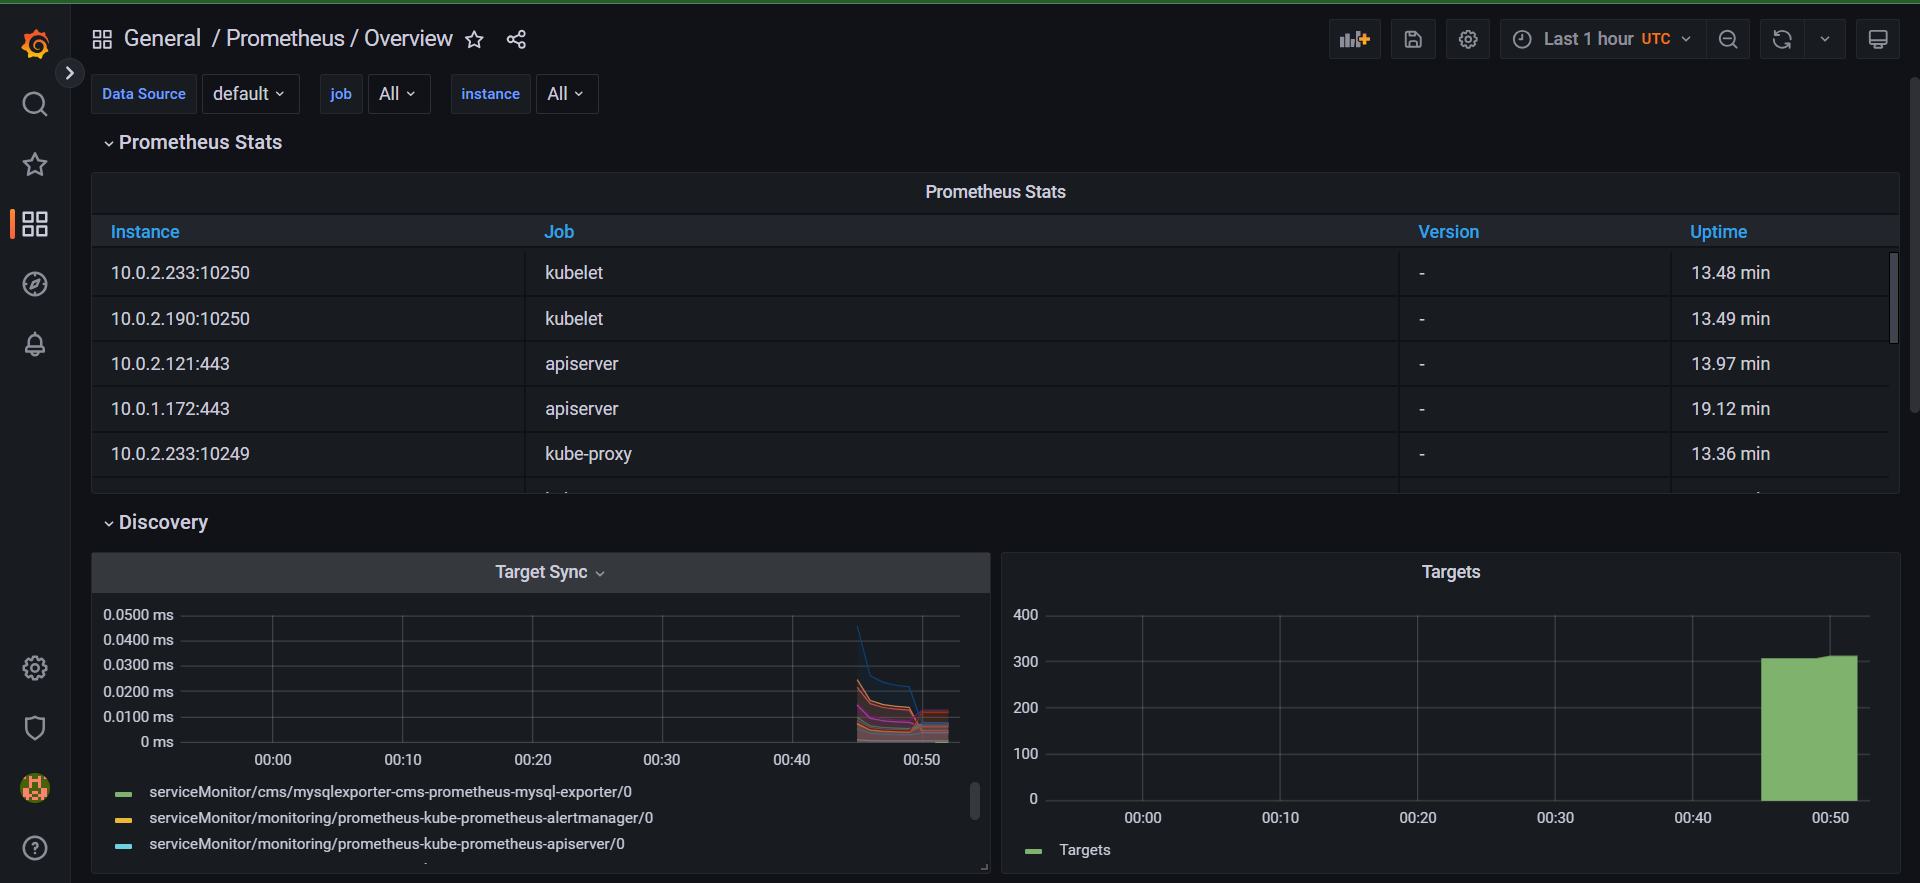 General / Prometheus / Overview
Last 1 hour UTC
Data Source default job All instance All
Prometheus Stats
Prometheus Stats
Instance Job Version Uptime
10.0.2.233:10250 kubelet - 13.48 min
10.0.2.190:10250 kubelet - 13.49 min
10.0.2.121:443 apiserver - 13.97 min
10.0.1.172:443 apiserver - 19.12 min
10.0.2.233:10249 kube-proxy - 13.36 min
Discovery
Target Sync
0.0500 ms
0.0400 ms
0.0300 ms
0.0200 ms
0.0100 ms
0 ms
00:00 00:10 00:20 00:30 00:40 00:50
serviceMonitor/cms/mysqlexporter-cms-prometheus-mysql-exporter/0
serviceMonitor/monitoring/prometheus-kube-prometheus-alertmanager/0
serviceMonitor/monitoring/prometheus-kube-prometheus-apiserver/0
Targets
400
300
200
100
0
00:00 00:10 00:20 00:30 00:40 00:50
Targets